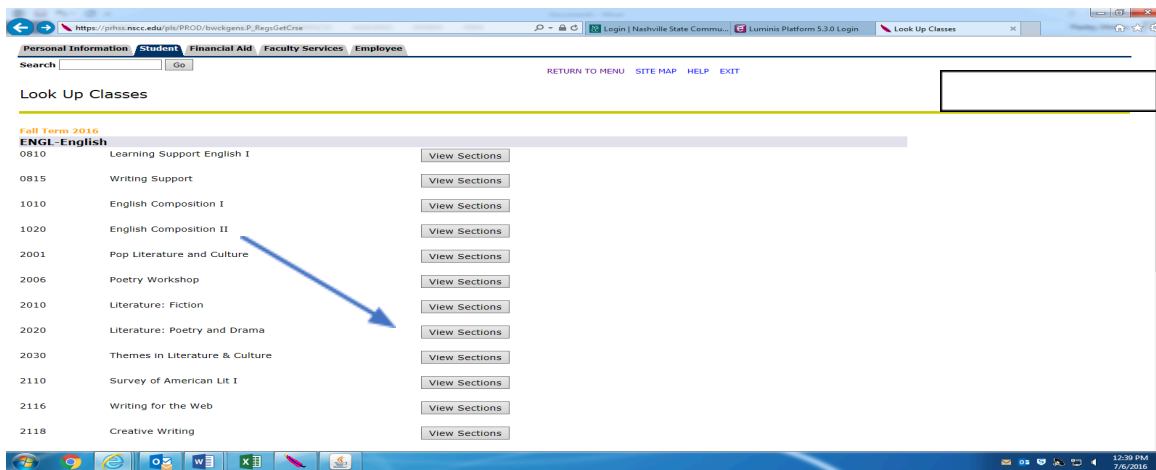 https://prhss.nscc.edu/pls/PROD/bwckgens.P_RegsGetCrse
Login | Nashville State Commu...
Luminis Platform 5.3.0 Login
Look Up Classes
Personal Information Student Financial Aid Faculty Services Employee
Search Go
RETURN TO MENU SITE MAP HELP EXIT
Look Up Classes
Fall Term 2016
ENGL-English
0810 Learning Support English I View Sections
0815 Writing Support View Sections
1010 English Composition I View Sections
1020 English Composition II View Sections
2001 Pop Literature and Culture View Sections
2006 Poetry Workshop View Sections
2010 Literature: Fiction View Sections
2020 Literature: Poetry and Drama View Sections
2030 Themes in Literature & Culture View Sections
2110 Survey of American Lit I View Sections
2116 Writing for the Web View Sections
2118 Creative Writing View Sections
12:39 PM
7/6/2016